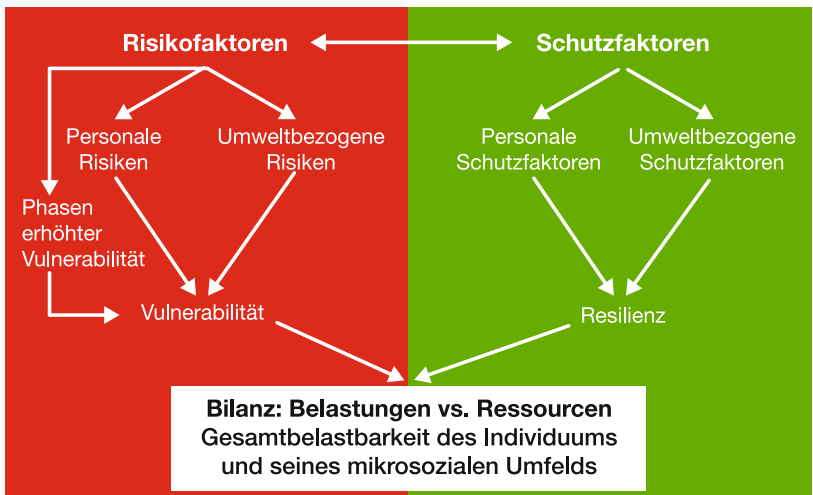 Risikofaktoren
Schutzfaktoren
Personale
Risiken
Umweltbezogene
Risiken
Personale
Schutzfaktoren
Umweltbezogene
Schutzfaktoren
Phasen
erhöhter
Vulnerabilität
Vulnerabilität
Resilienz
Bilanz: Belastungen vs. Ressourcen
Gesamtbelastbarkeit des Individuums
und seines mikrosozialen Umfelds